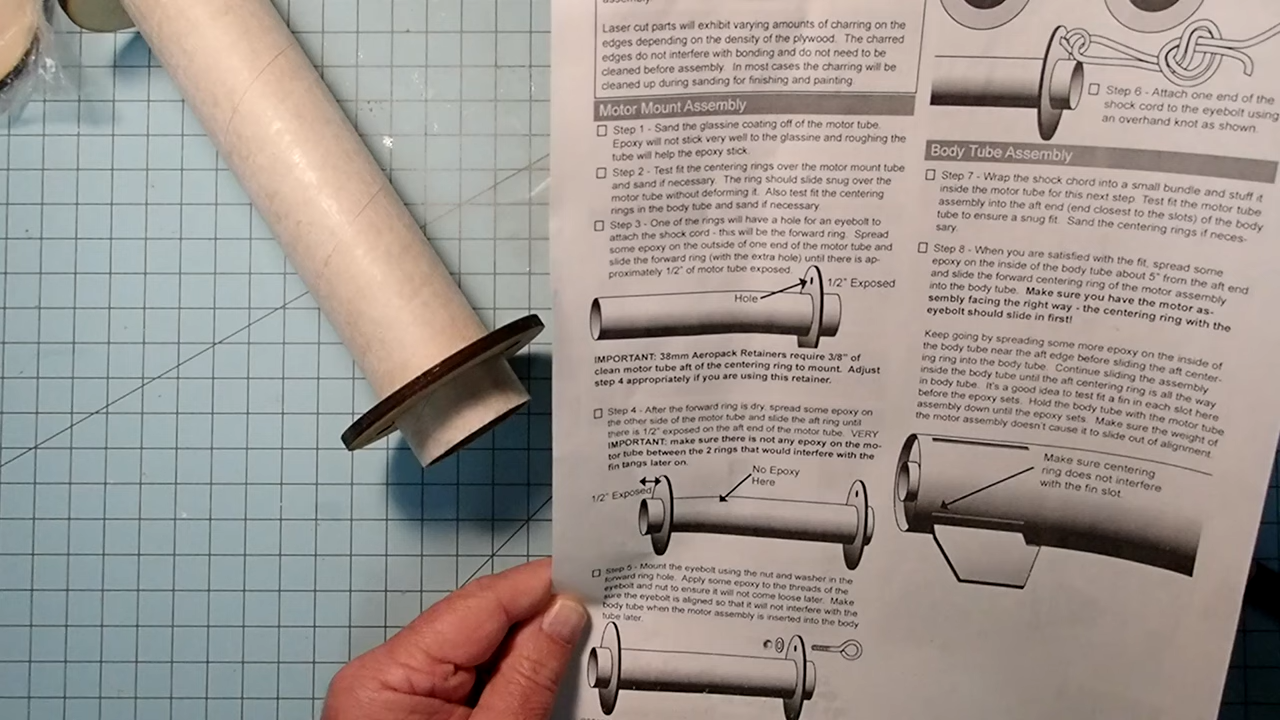 Laser cut parts will exhibit varying amounts of charring on the
edges depending on the density of the plywood. The charred
edges do not interfere with bonding and do not need to be
cleaned before assembly. In most cases the charring will be
cleaned up during sanding for finishing and painting.
Motor Mount Assembly
Step 1 - Sand the glassine coating off of the motor tube.
Epoxy will not stick very well to the glassine and roughing the
tube will help the epoxy stick.
Step 2 - Test fit the centering rings over the motor mount tube
and sand if necessary. The ring should slide snug over the
motor tube without deforming it. Also test fit the centering
rings in the body tube and sand if necessary.
Step 3 - One of the rings will have a hole for an eyebolt to
attach the shock cord - this will be the forward ring. Spread
some epoxy on the outside of one end of the motor tube and
slide the forward ring (with the extra hole) until there is ap-
proximately 1/2" of motor tube exposed.
1/2" Exposed
Hole
IMPORTANT: 38mm Aeropack Retainers require 3/8" of
clean motor tube aft of the centering ring to mount. Adjust
step 4 appropriately if you are using this retainer.
Step 4 - After the forward ring is dry, spread some epoxy on
the other side of the motor tube and slide the aft ring until
there is 1/2" exposed on the aft end of the motor tube. VERY
IMPORTANT: make sure there is not any epoxy on the mo-
tor tube between the 2 rings that would interfere with the
fin tangs later on.
No Epoxy
Here
1/2" Exposed
Step 5 - Mount the eyebolt using the nut and washer in the
forward ring hole. Apply some epoxy to the threads of the
eyebolt and nut to ensure it will not come loose later. Make
sure the eyebolt is aligned so that it will not interfere with the
body tube when the motor assembly is inserted into the body
tube later.
Step 6 - Attach one end of the
shock cord to the eyebolt using
an overhand knot as shown.
Body Tube Assembly
Step 7 - Wrap the shock chord into a small bundle and stuff it
inside the motor tube for this next step. Test fit the motor tube
assembly into the aft end (end closest to the slots) of the body
tube to ensure a snug fit. Sand the centering rings if neces-
sary.
Step 8 - When you are satisfied with the fit, spread some
epoxy on the inside of the body tube about 5" from the aft end
and slide the forward centering ring of the motor assembly
into the body tube. Make sure you have the motor as-
sembly facing the right way - the centering ring with the
eyebolt should slide in first!
Keep going by spreading some more epoxy on the inside of
the body tube near the aft edge before sliding the aft center-
ing ring into the body tube. Continue sliding the assembly
inside the body tube until the aft centering ring is all the way
in body tube. It's a good idea to test fit a fin in each slot here
before the epoxy sets. Hold the body tube with the motor tube
assembly down until the epoxy sets. Make sure the weight of
the motor assembly doesn't cause it to slide out of alignment.
Make sure centering
ring does not interfere
with the fin slot.